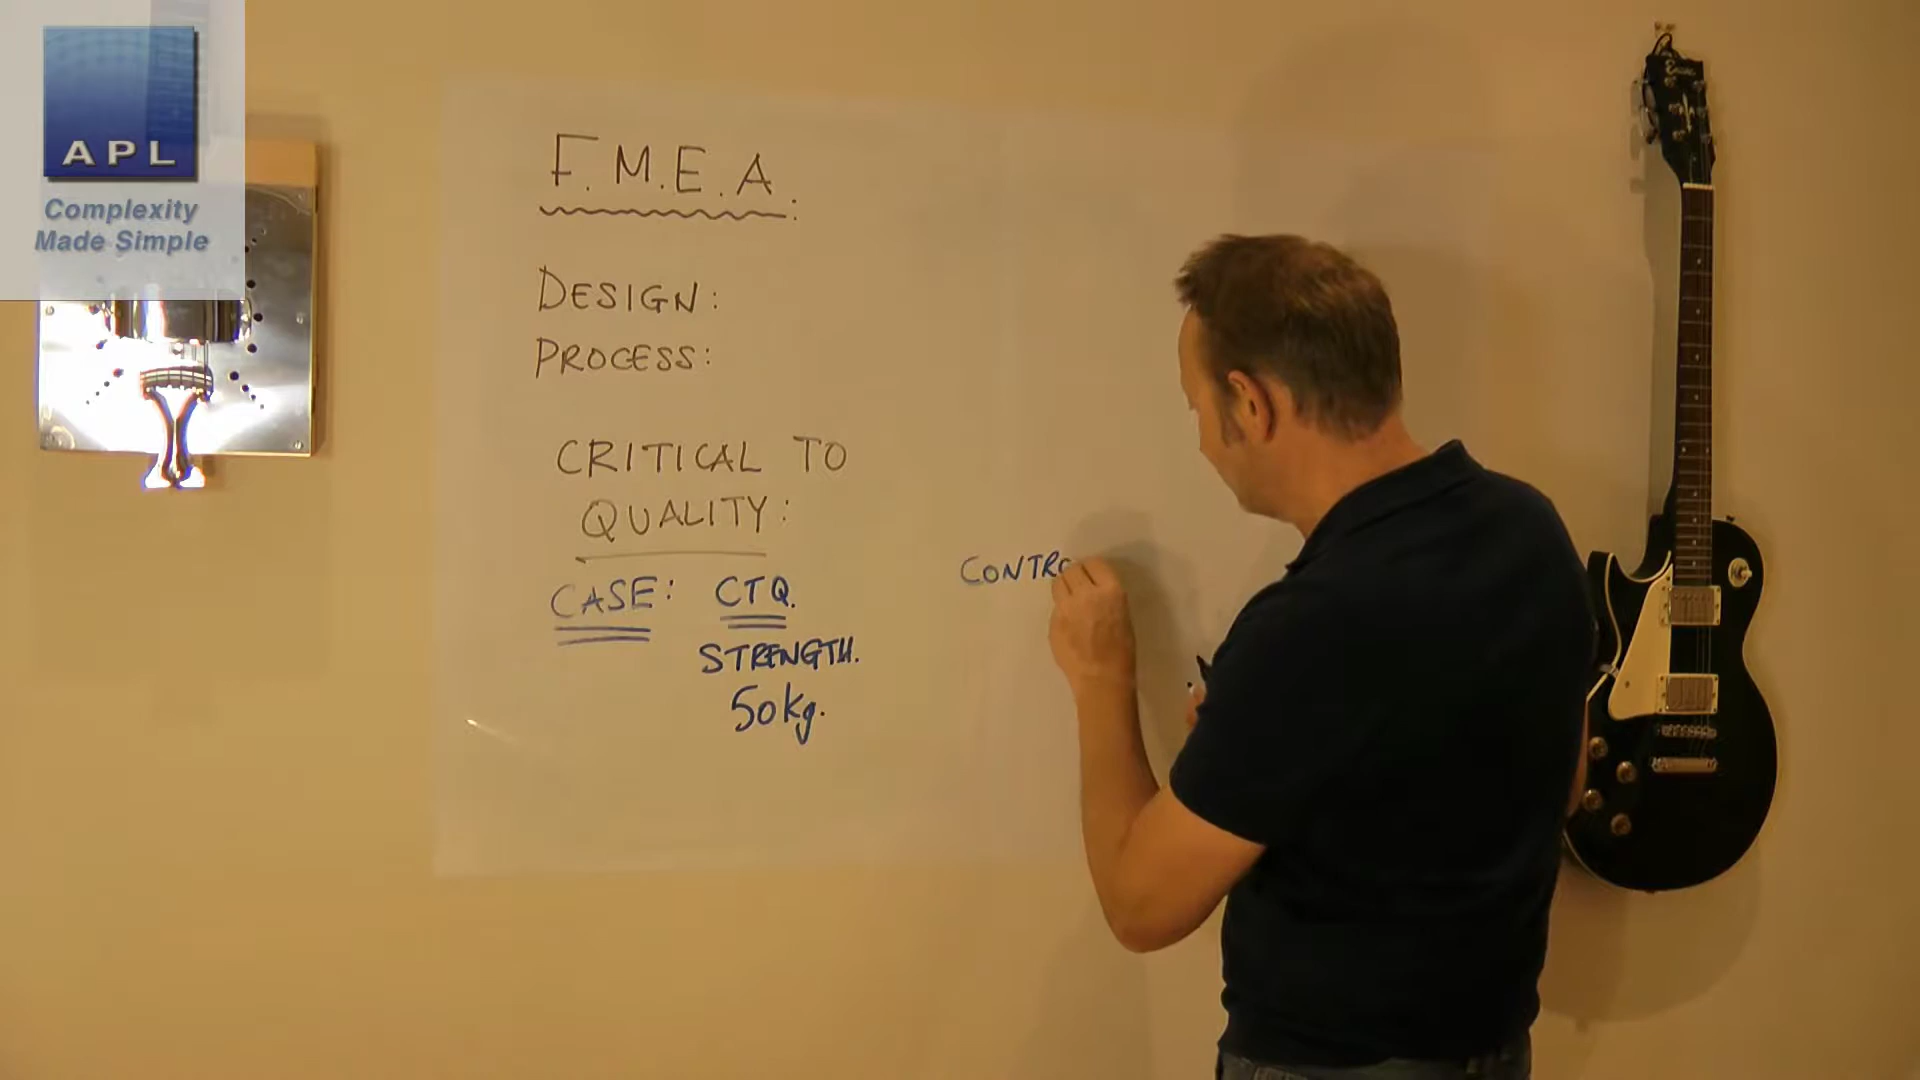 APL
Complexity
Made Simple
F.M.E.A.:
DESIGN:
PROCESS:
CRITICAL TO
QUALITY:
CASE: CTQ.
STRENGTH.
50kg.
CONTRO